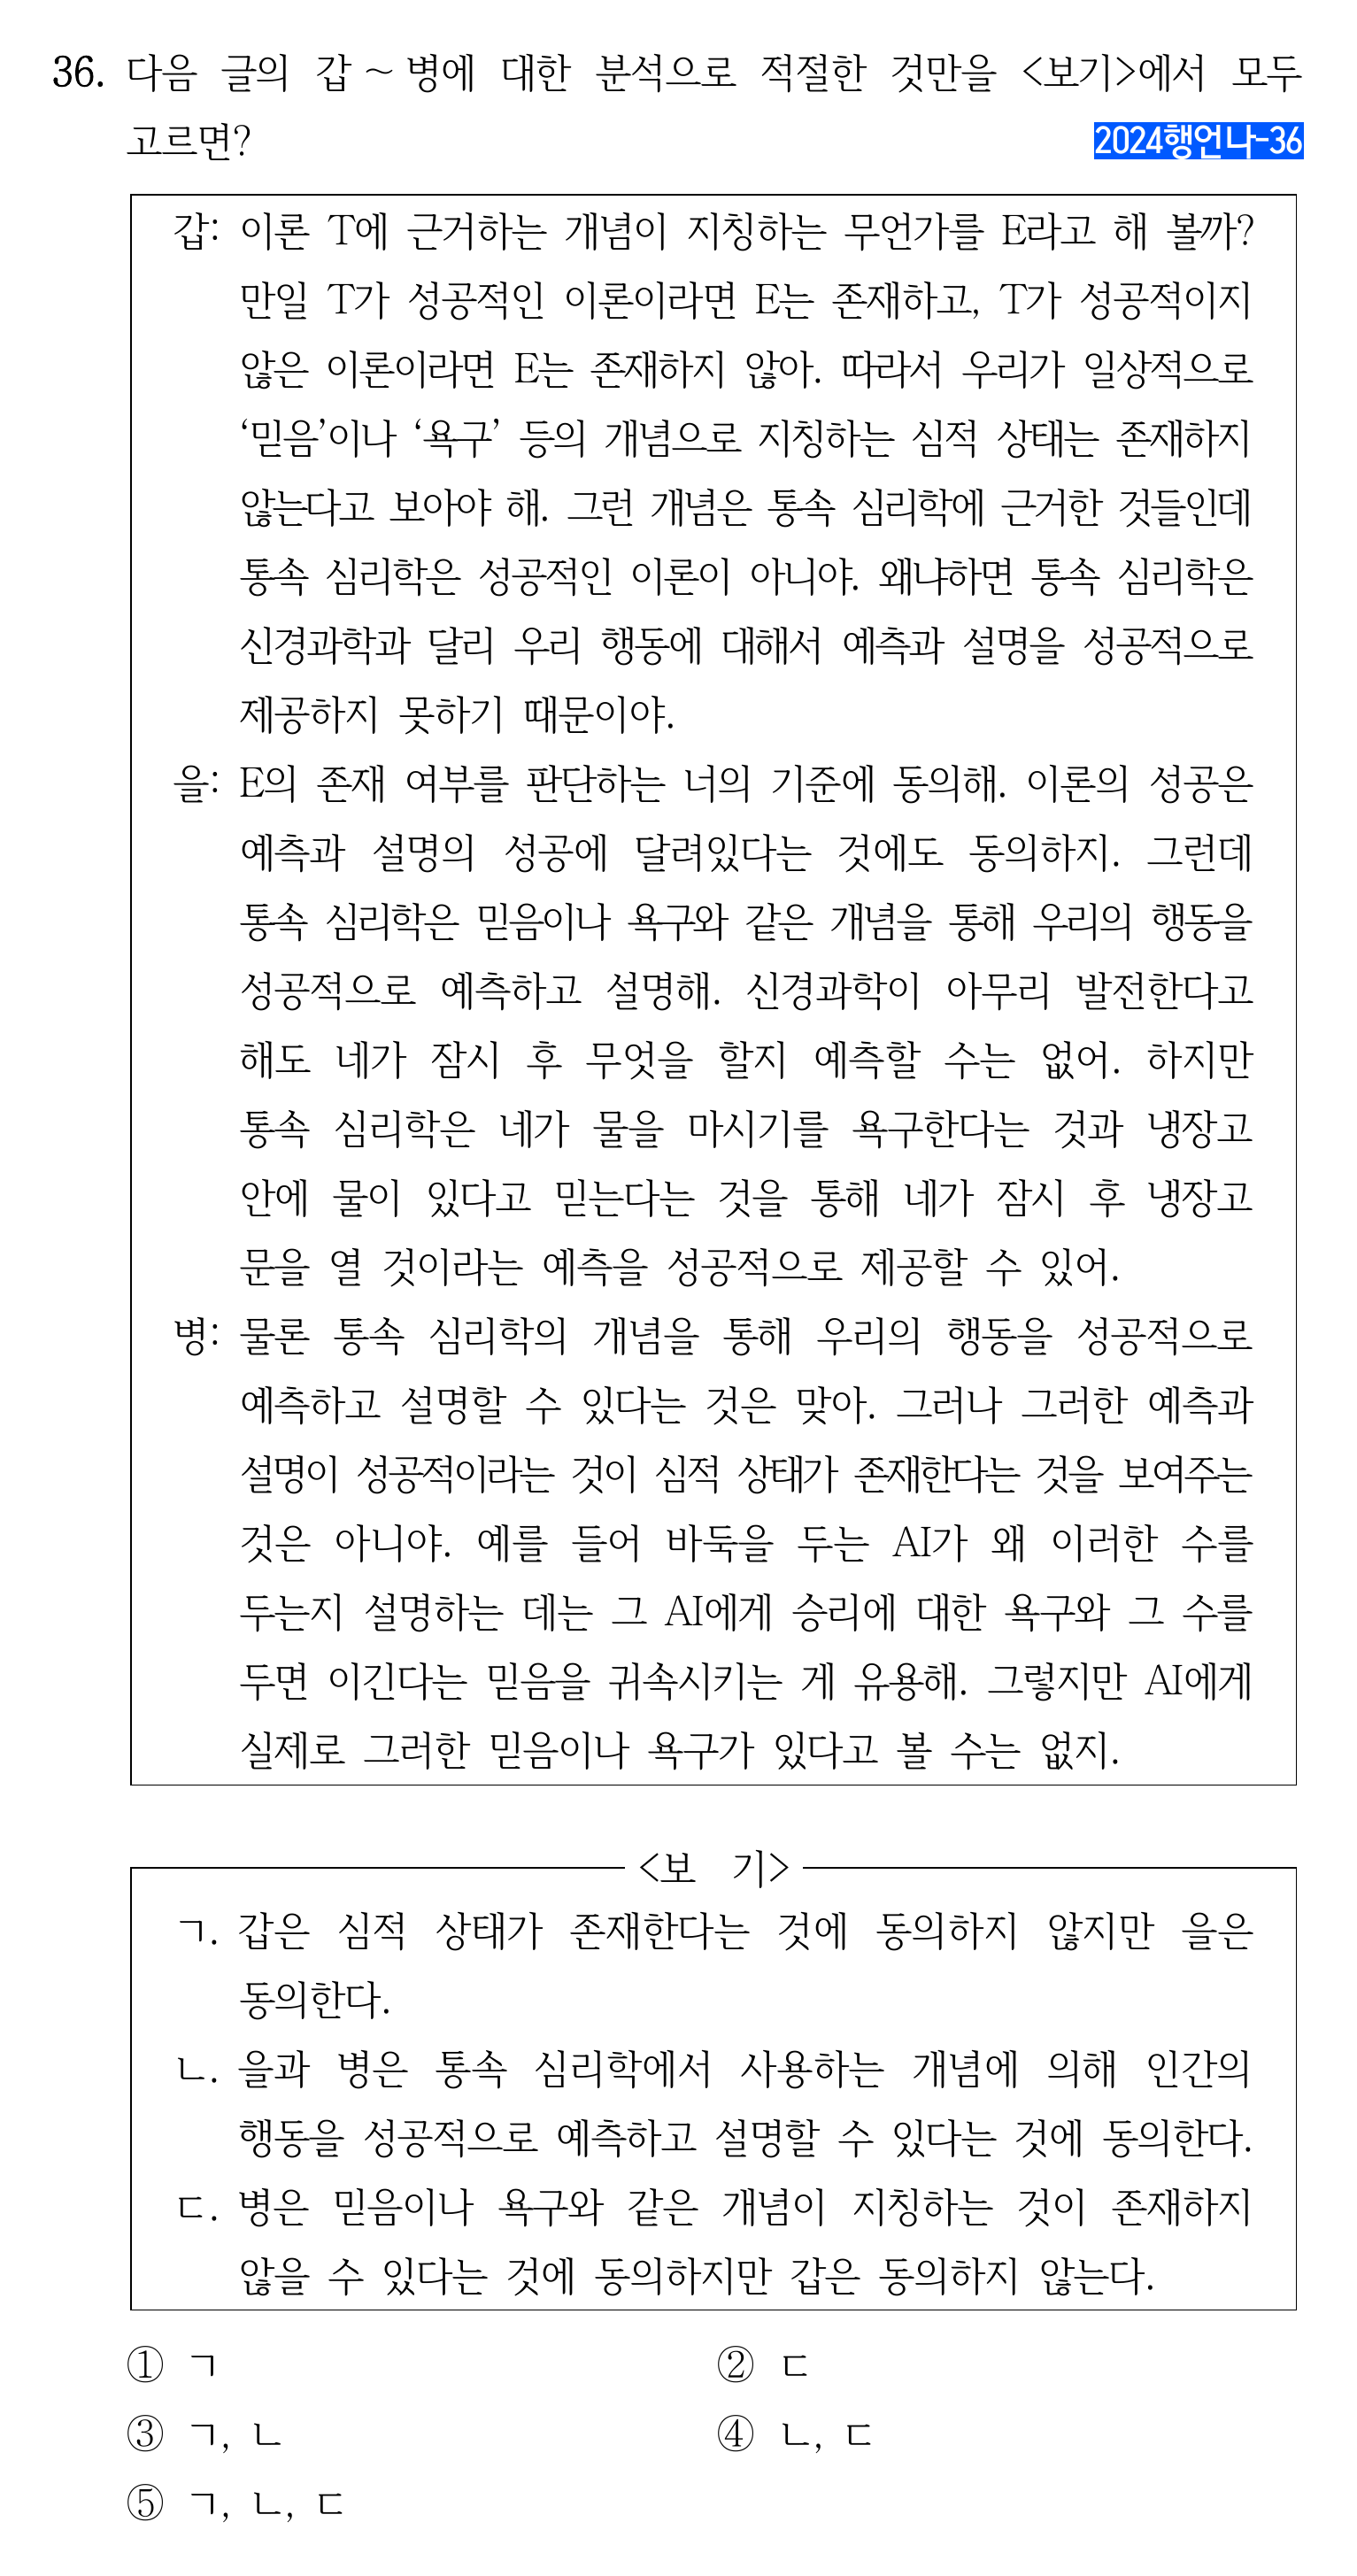 36. 다음 글의 갑 ~ 병에 대한 분석으로 적절한 것만을 <보기>에서 모두
고르면?
2024행언나-36
갑: 이론 T에 근거하는 개념이 지칭하는 무언가를 E라고 해 볼까?
만일 T가 성공적인 이론이라면 E는 존재하고, T가 성공적이지
않은 이론이라면 E는 존재하지 않아. 따라서 우리가 일상적으로
‘믿음’이나 ‘욕구’ 등의 개념으로 지칭하는 심적 상태는 존재하지
않는다고 보아야 해. 그런 개념은 통속 심리학에 근거한 것들인데
통속 심리학은 성공적인 이론이 아니야. 왜냐하면 통속 심리학은
신경과학과 달리 우리 행동에 대해서 예측과 설명을 성공적으로
제공하지 못하기 때문이야.
을: E의 존재 여부를 판단하는 너의 기준에 동의해. 이론의 성공은
예측과 설명의 성공에 달려있다는 것에도 동의하지. 그런데
통속 심리학은 믿음이나 욕구와 같은 개념을 통해 우리의 행동을
성공적으로 예측하고 설명해. 신경과학이 아무리 발전한다고
해도 네가 잠시 후 무엇을 할지 예측할 수는 없어. 하지만
통속 심리학은 네가 물을 마시기를 욕구한다는 것과 냉장고
안에 물이 있다고 믿는다는 것을 통해 네가 잠시 후 냉장고
문을 열 것이라는 예측을 성공적으로 제공할 수 있어.
병: 물론 통속 심리학의 개념을 통해 우리의 행동을 성공적으로
예측하고 설명할 수 있다는 것은 맞아. 그러나 그러한 예측과
설명이 성공적이라는 것이 심적 상태가 존재한다는 것을 보여주는
것은 아니야. 예를 들어 바둑을 두는 AI가 왜 이러한 수를
두는지 설명하는 데는 그 AI에게 승리에 대한 욕구와 그 수를
두면 이긴다는 믿음을 귀속시키는 게 유용해. 그렇지만 AI에게
실제로 그러한 믿음이나 욕구가 있다고 볼 수는 없지.
<보 기>
ㄱ. 갑은 심적 상태가 존재한다는 것에 동의하지 않지만 을은
동의한다.
ㄴ. 을과 병은 통속 심리학에서 사용하는 개념에 의해 인간의
행동을 성공적으로 예측하고 설명할 수 있다는 것에 동의한다.
ㄷ. 병은 믿음이나 욕구와 같은 개념이 지칭하는 것이 존재하지
않을 수 있다는 것에 동의하지만 갑은 동의하지 않는다.
① ㄱ ② ㄷ
③ ㄱ, ㄴ ④ ㄴ, ㄷ
⑤ ㄱ, ㄴ, ㄷ